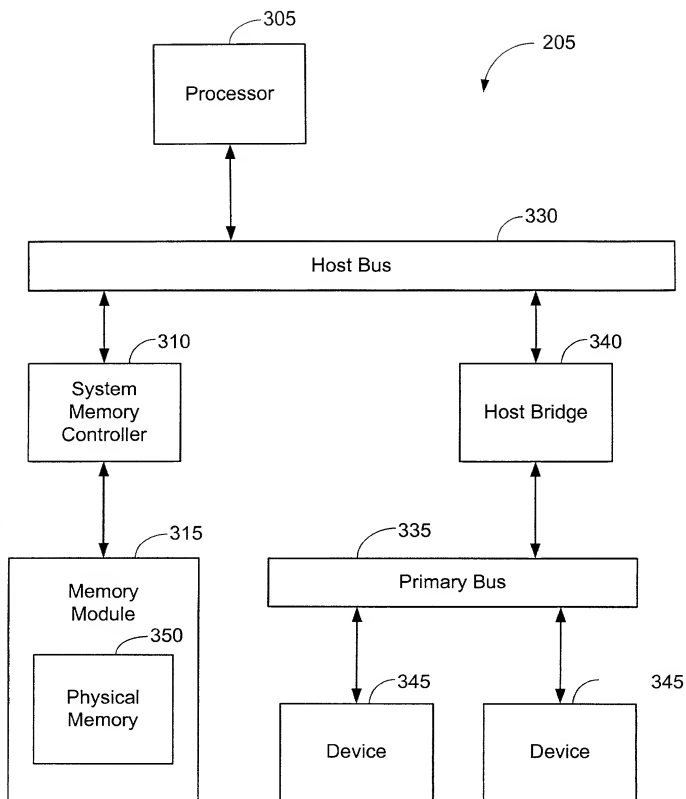 305
205
Processor
330
Host Bus
310
340
System
Memory
Controller
Host Bridge
315
335
Memory
Module
Primary Bus
350
345
345
Physical
Memory
Device
Device